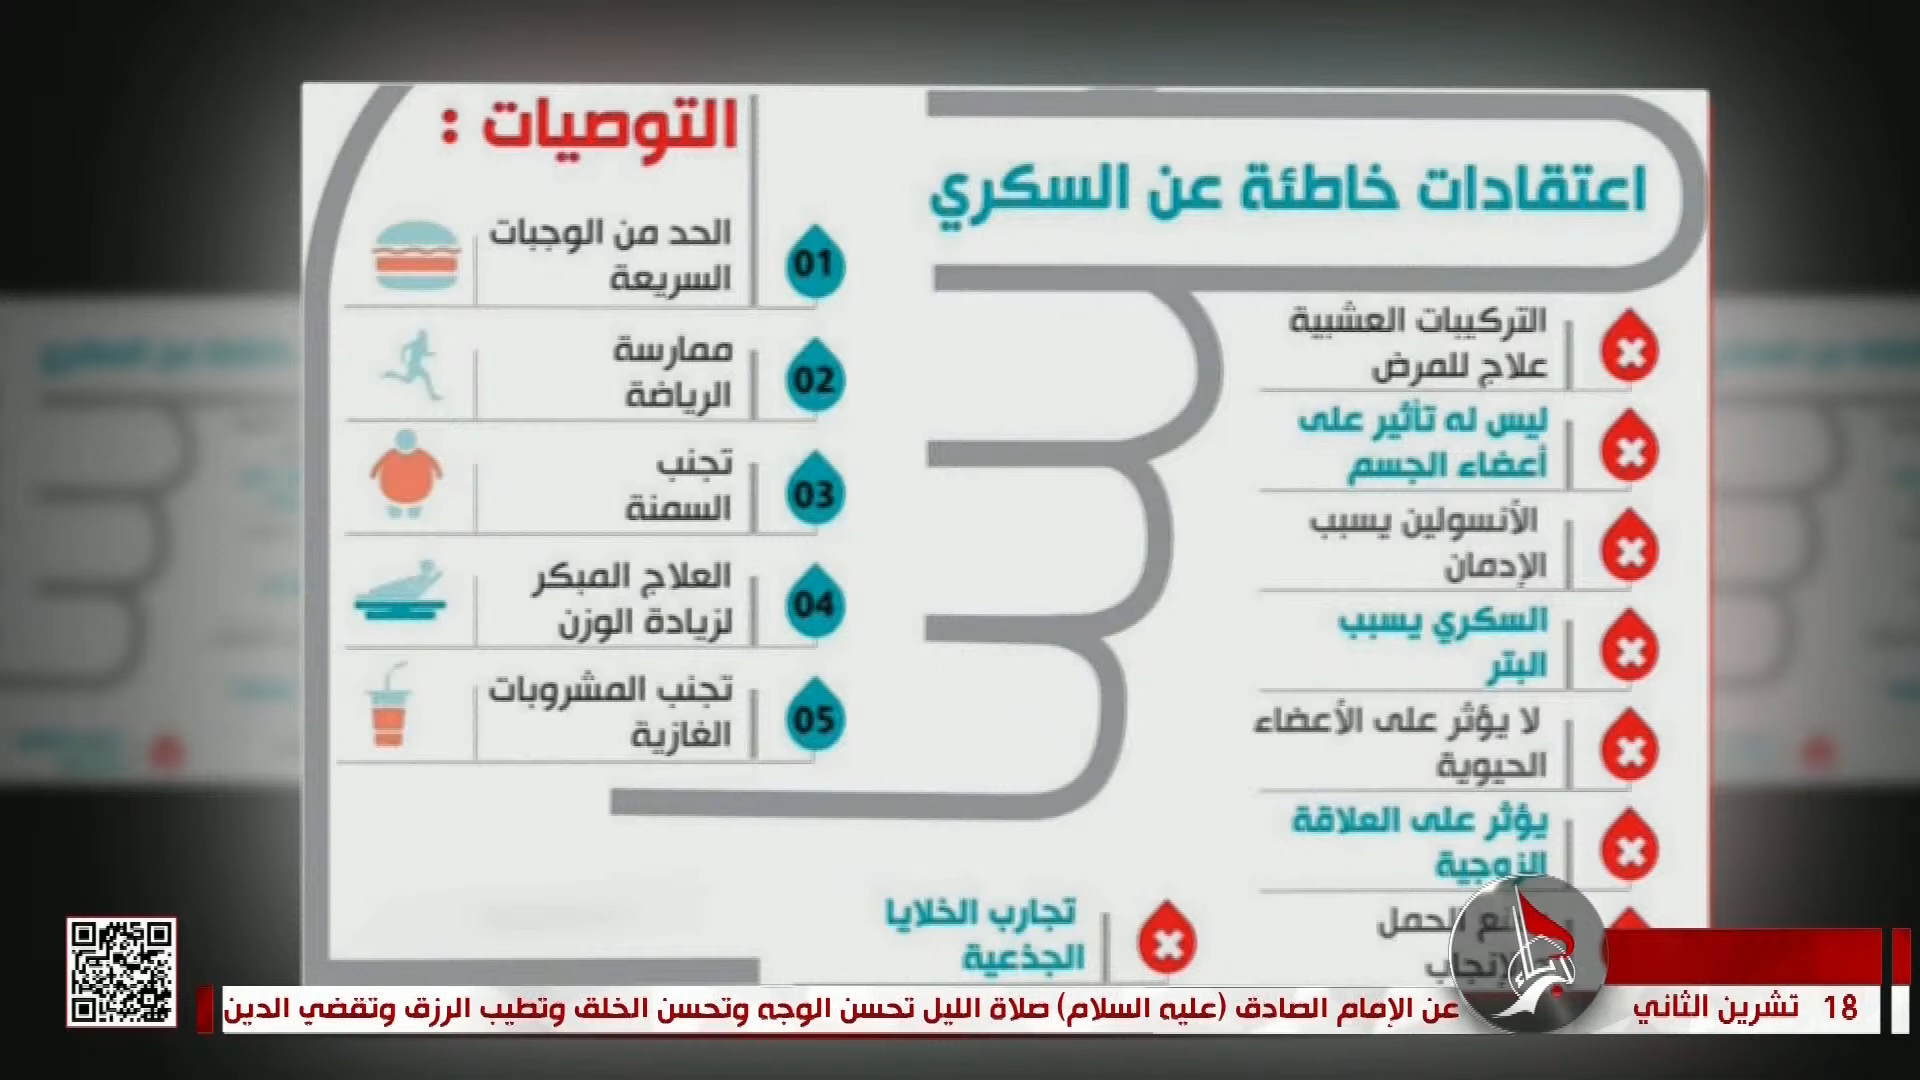 اعتقادات خاطئة عن السكري
التركيبات العشبية
علاج للمرض
ليس له تأثير على
أعضاء الجسم
الأنسولين يسبب
الإدمان
السكري يسبب
البتر
لا يؤثر على الأعضاء
الحيوية
يؤثر على العلاقة
الزوجية
الحمل
تجارب الخلايا
الجذعية
التوصيات :
01
الحد من الوجبات
السريعة
02
ممارسة
الرياضة
03
تجنب
السمنة
04
العلاج المبكر
لزيادة الوزن
05
تجنب المشروبات
الغازية
18 تشرين الثاني
عن الإمام الصادق (عليه السلام) صلاة الليل تحسن الوجه وتحسن الخلق وتطيب الرزق وتقضي الدين